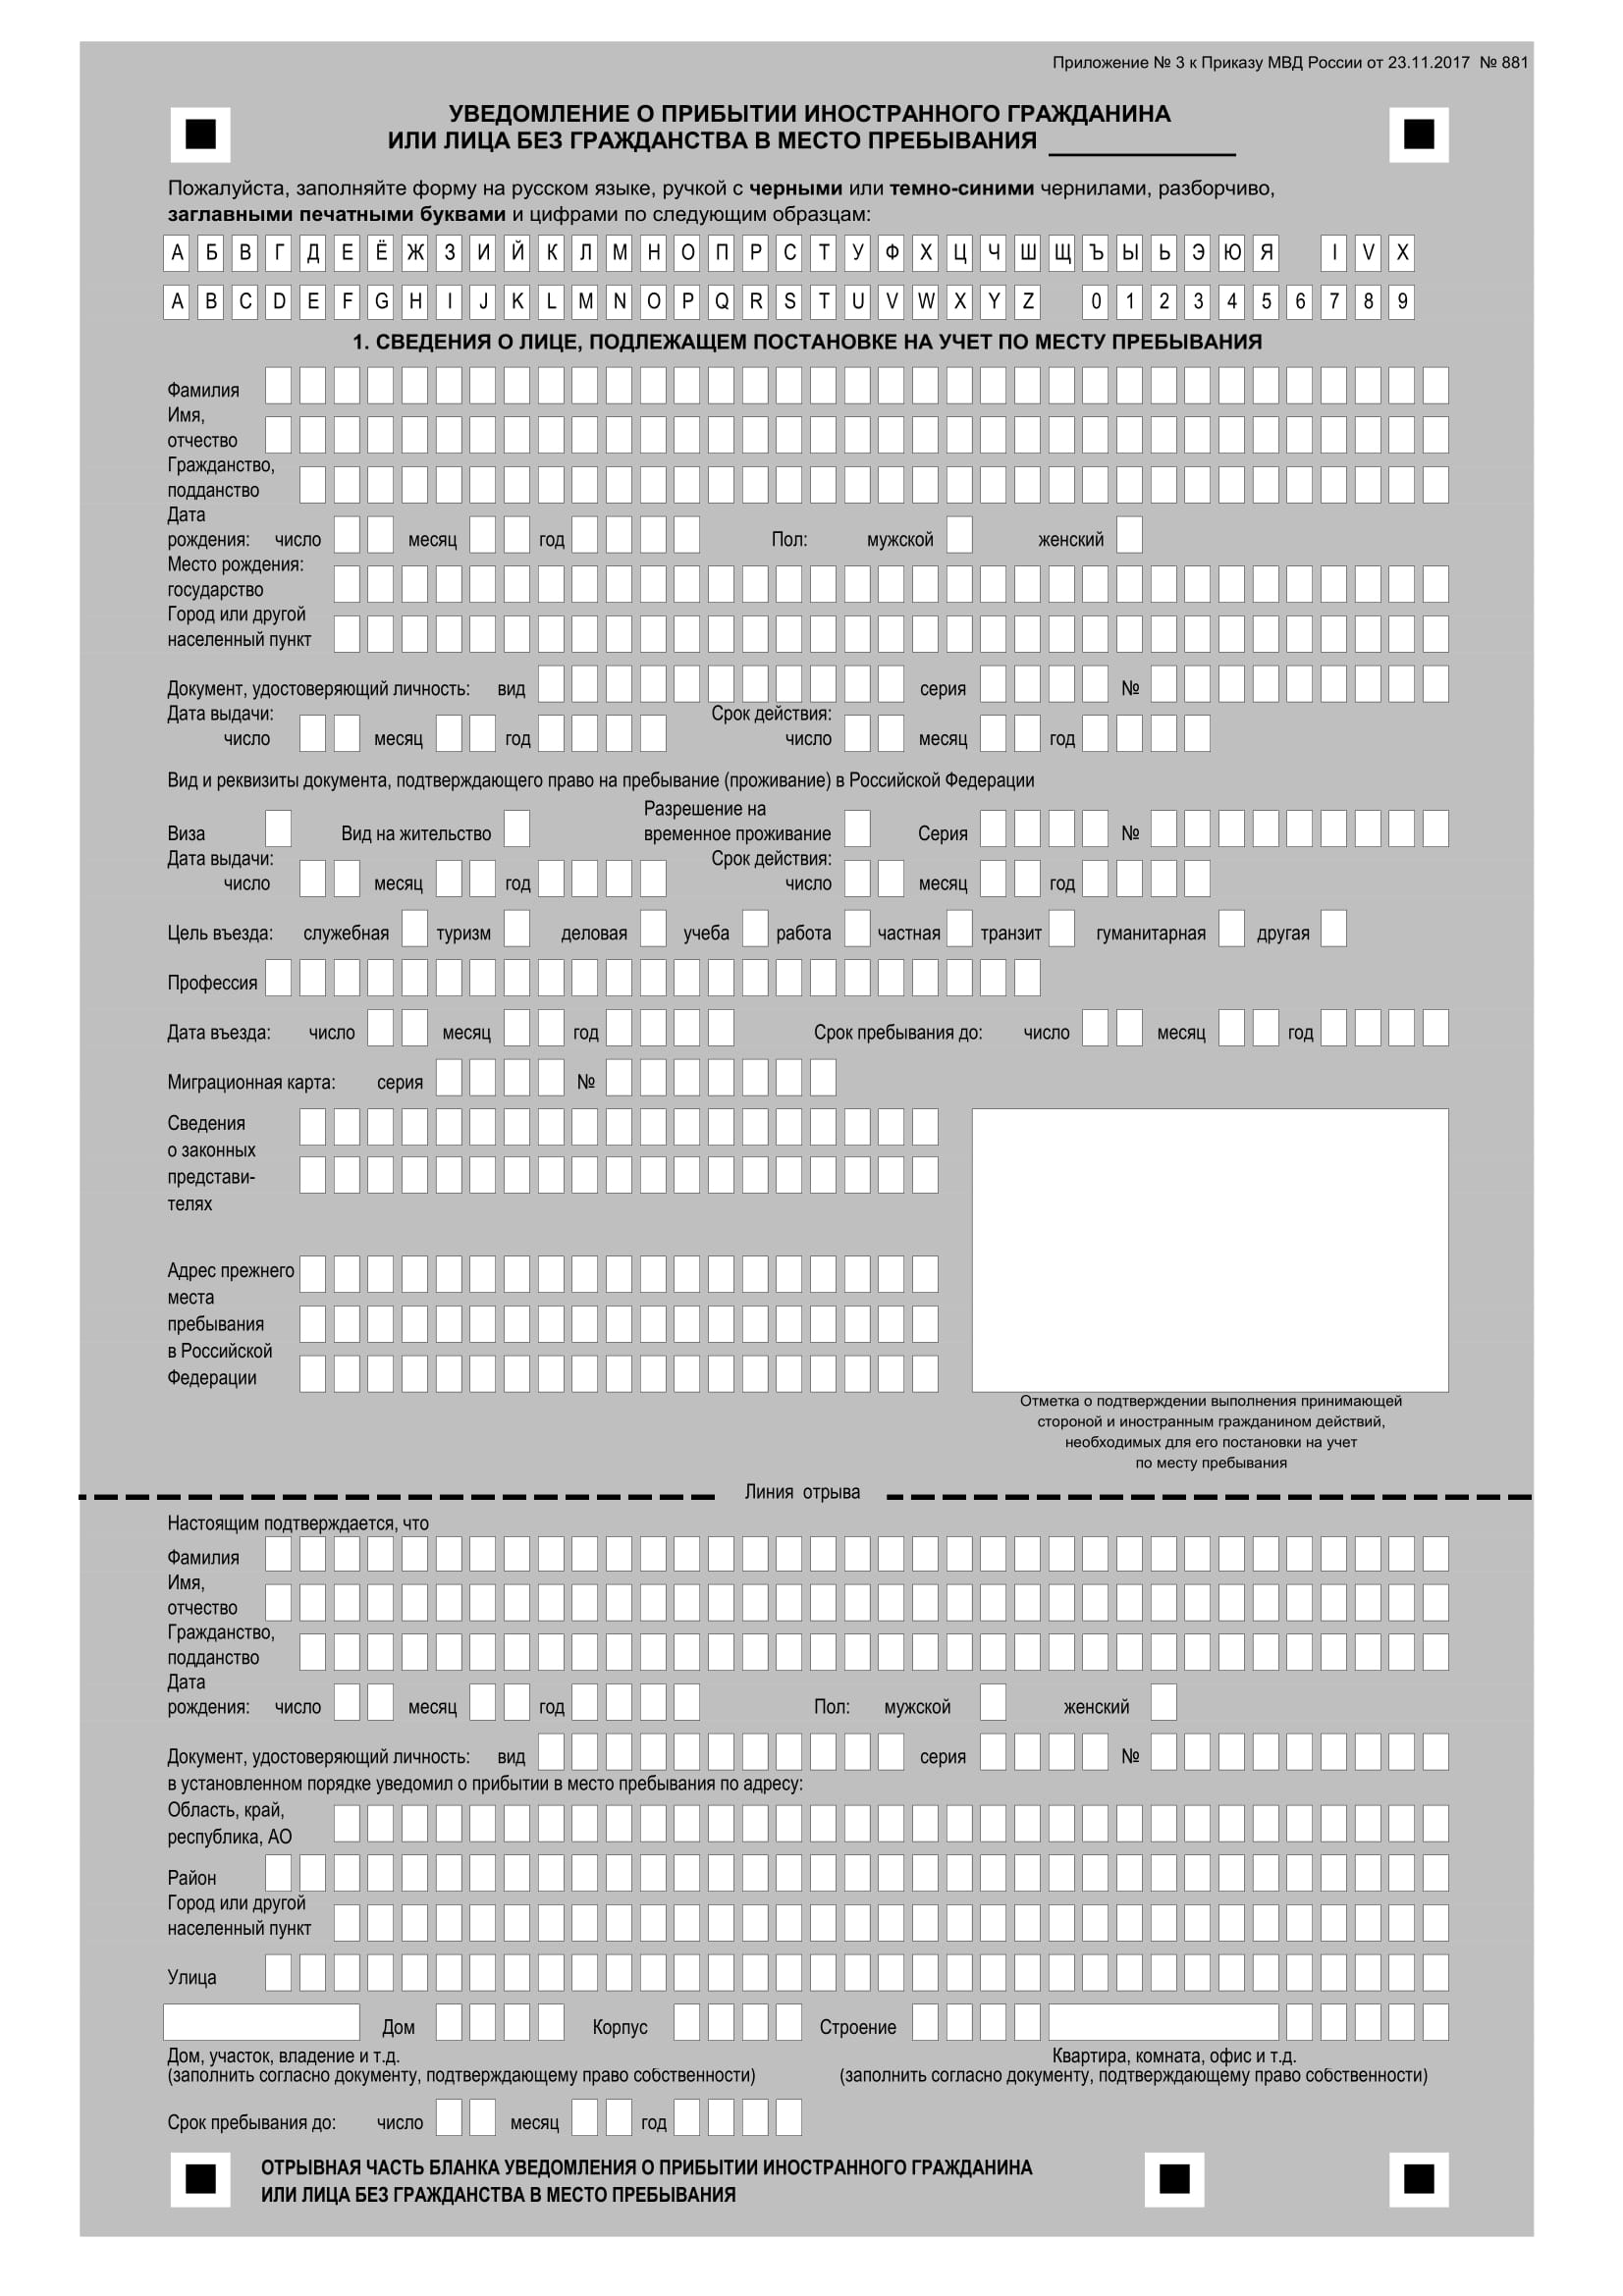 Приложение № 3 к Приказу МВД России от 23.11.2017 № 881
УВЕДОМЛЕНИЕ О ПРИБЫТИИ ИНОСТРАННОГО ГРАЖДАНИНА
ИЛИ ЛИЦА БЕЗ ГРАЖДАНСТВА В МЕСТО ПРЕБЫВАНИЯ
Пожалуйста, заполняйте форму на русском языке, ручкой с черными или темно-синими чернилами, разборчиво,
заглавными печатными буквами и цифрами по следующим образцам:
А Б В Г Д Е Ё Ж З И Й К Л М Н О П Р С Т У Ф Х Ц Ч Ш Щ Ъ Ы Ь Э Ю Я I V X
A B C D E F G H I J K L M N O P Q R S T U V W X Y Z 0 1 2 3 4 5 6 7 8 9
1. СВЕДЕНИЯ О ЛИЦЕ, ПОДЛЕЖАЩЕМ ПОСТАНОВКЕ НА УЧЕТ ПО МЕСТУ ПРЕБЫВАНИЯ
Фамилия
Имя,
отчество
Гражданство,
подданство
Дата
рождения: число месяц год Пол: мужской женский
Место рождения:
государство
Город или другой
населенный пункт
Документ, удостоверяющий личность: вид серия №
Дата выдачи: Срок действия:
число месяц год число месяц год
Вид и реквизиты документа, подтверждающего право на пребывание (проживание) в Российской Федерации
Разрешение на
Виза Вид на жительство временное проживание Серия №
Дата выдачи: Срок действия:
число месяц год число месяц год
Цель въезда: служебная туризм деловая учеба работа частная транзит гуманитарная другая
Профессия
Дата въезда: число месяц год Срок пребывания до: число месяц год
Миграционная карта: серия №
Сведения
о законных
представи-
телях
Адрес прежнего
места
пребывания
в Российской
Федерации
Отметка о подтверждении выполнения принимающей
стороной и иностранным гражданином действий,
необходимых для его постановки на учет
по месту пребывания
Линия отрыва
Настоящим подтверждается, что
Фамилия
Имя,
отчество
Гражданство,
подданство
Дата
рождения: число месяц год Пол: мужской женский
Документ, удостоверяющий личность: вид серия №
в установленном порядке уведомил о прибытии в место пребывания по адресу:
Область, край,
республика, АО
Район
Город или другой
населенный пункт
Улица
Дом Корпус Строение
Дом, участок, владение и т.д. Квартира, комната, офис и т.д.
(заполнить согласно документу, подтверждающему право собственности) (заполнить согласно документу, подтверждающему право собственности)
Срок пребывания до: число месяц год
ОТРЫВНАЯ ЧАСТЬ БЛАНКА УВЕДОМЛЕНИЯ О ПРИБЫТИИ ИНОСТРАННОГО ГРАЖДАНИНА
ИЛИ ЛИЦА БЕЗ ГРАЖДАНСТВА В МЕСТО ПРЕБЫВАНИЯ